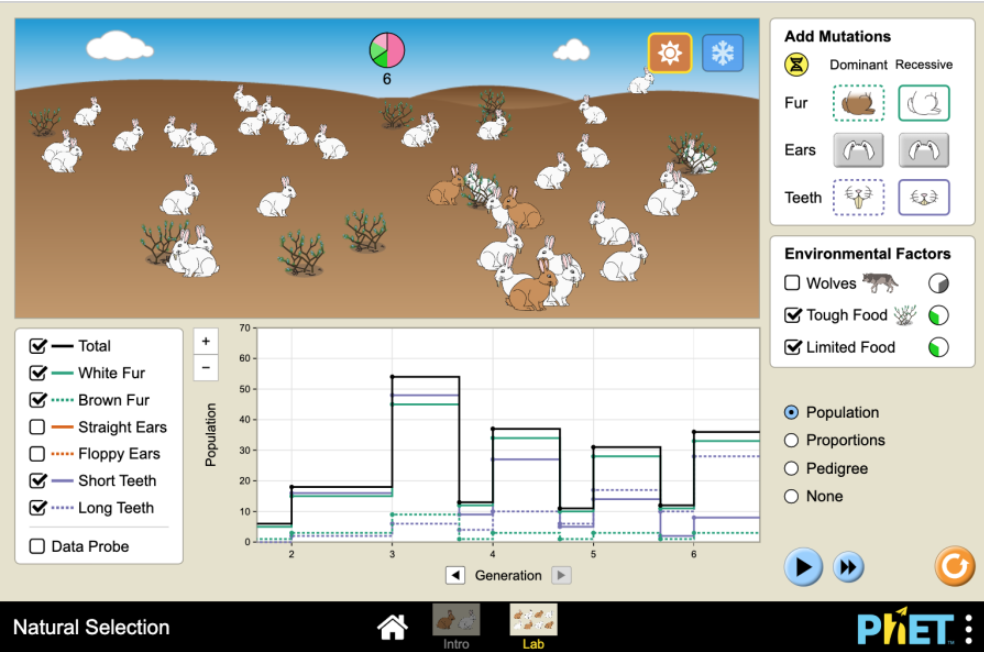 6
Add Mutations
Dominant Recessive
Fur
Ears
Teeth
Environmental Factors
Wolves
Tough Food
Limited Food
Total
White Fur
Brown Fur
Straight Ears
Floppy Ears
Short Teeth
Long Teeth
Data Probe
+
−
Population
70
60
50
40
30
20
10
0
2 3 4 5 6
Generation
Population
Proportions
Pedigree
None
Natural Selection
Intro
Lab
PhET